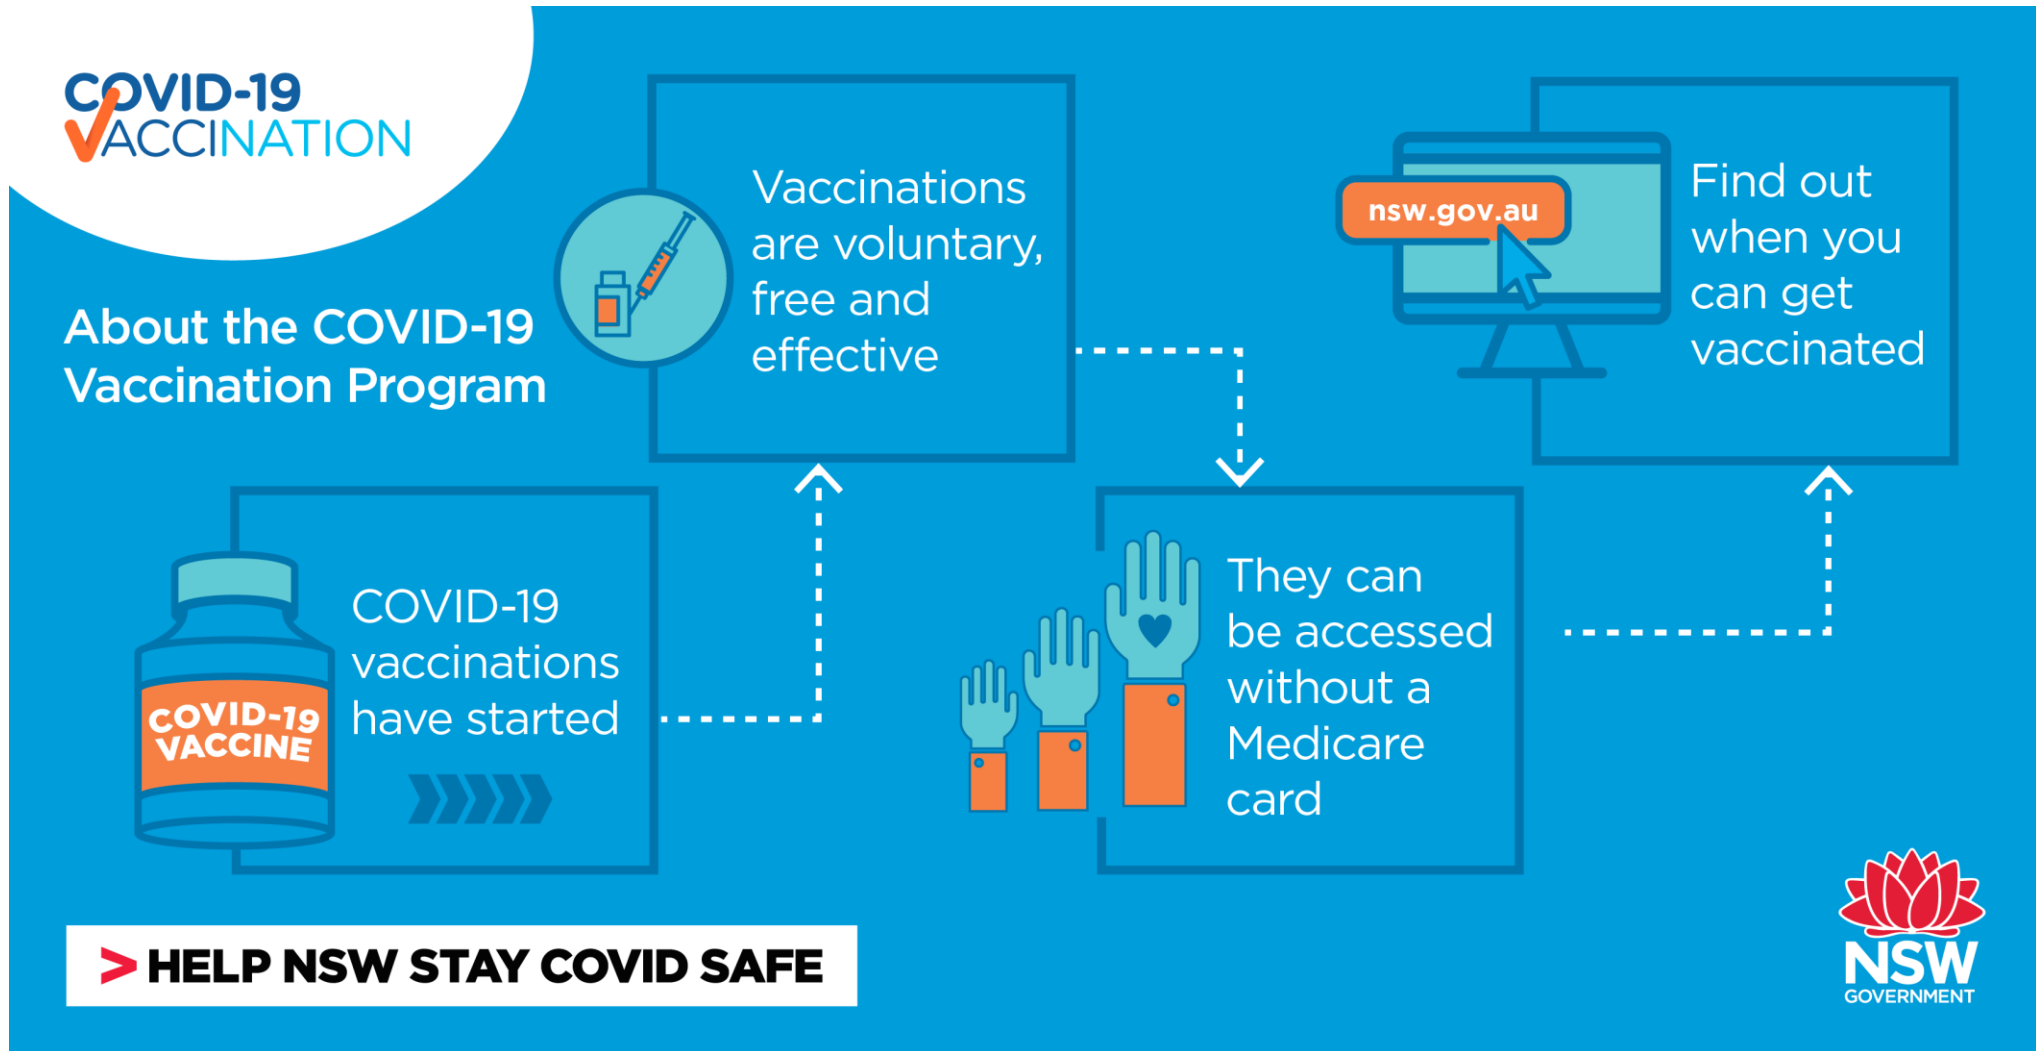 COVID-19
VACCINATION
About the COVID-19
Vaccination Program
COVID-19
VACCINE
COVID-19
vaccinations
have started
Vaccinations
are voluntary,
free and
effective
They can
be accessed
without a
Medicare
card
nsw.gov.au
Find out
when you
can get
vaccinated
> HELP NSW STAY COVID SAFE
NSW
GOVERNMENT